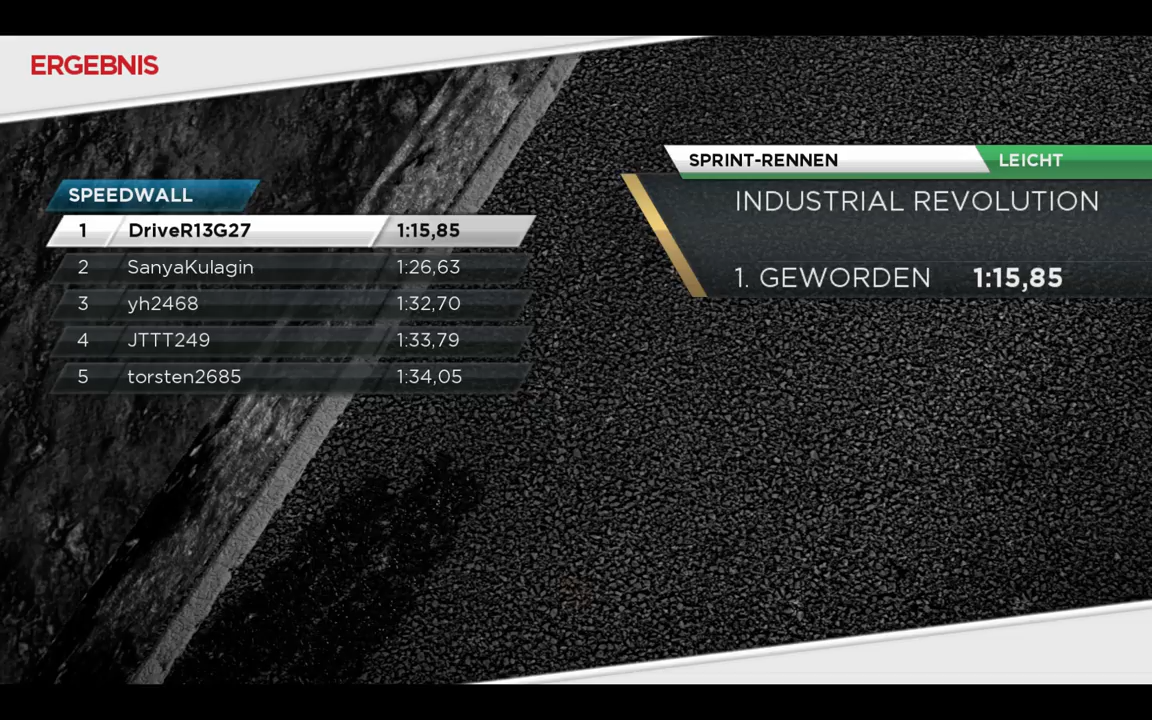 ERGEBNIS
SPEEDWALL
1 DriveR13G27 1:15,85
2 SanyaKulagin 1:26,63
3 yh2468 1:32,70
4 JTTT249 1:33,79
5 torsten2685 1:34,05
SPRINT-RENNEN LEICHT
INDUSTRIAL REVOLUTION
1. GEWORDEN 1:15,85